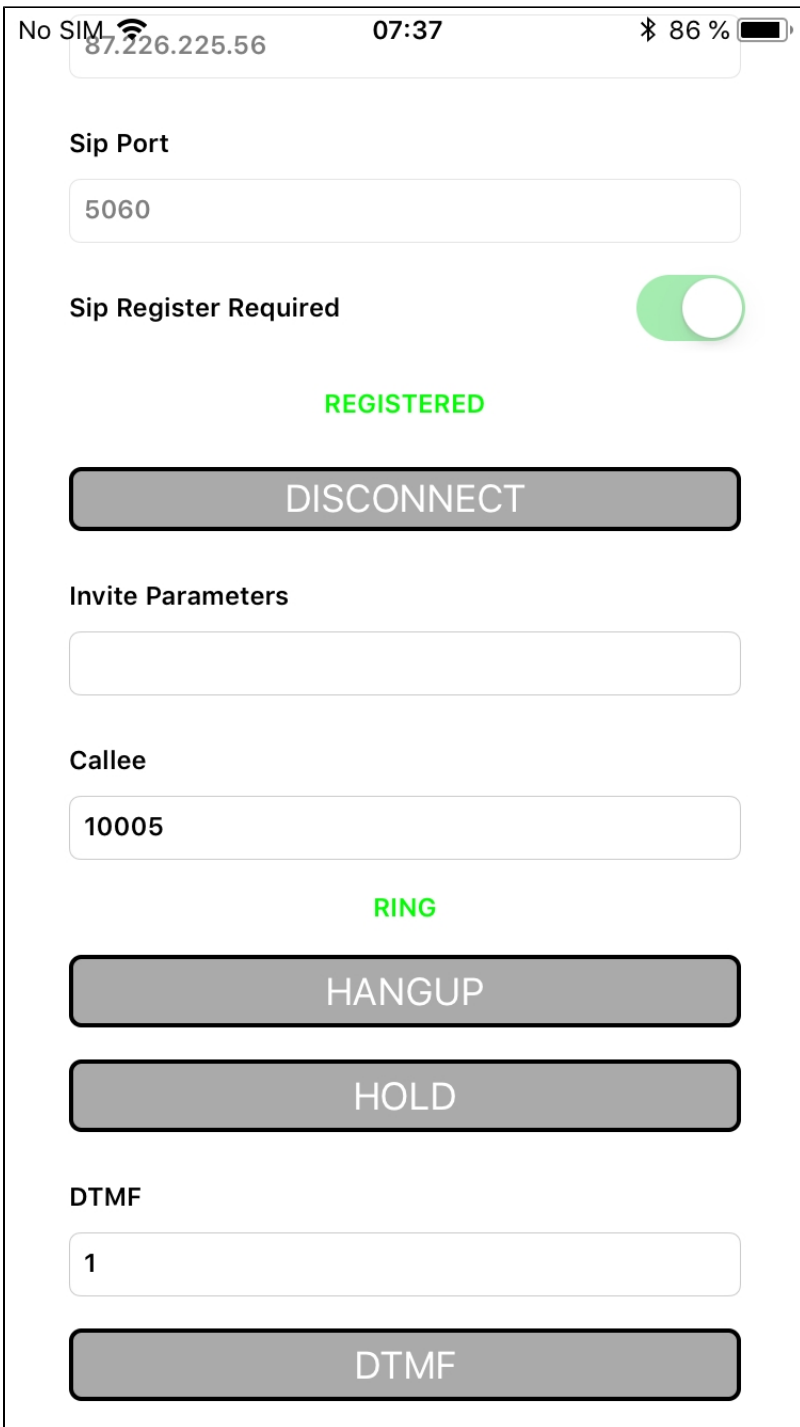 No SIM 07:37 86 %
87.226.225.56
Sip Port
5060
Sip Register Required
REGISTERED
DISCONNECT
Invite Parameters
Callee
10005
RING
HANGUP
HOLD
DTMF
1
DTMF